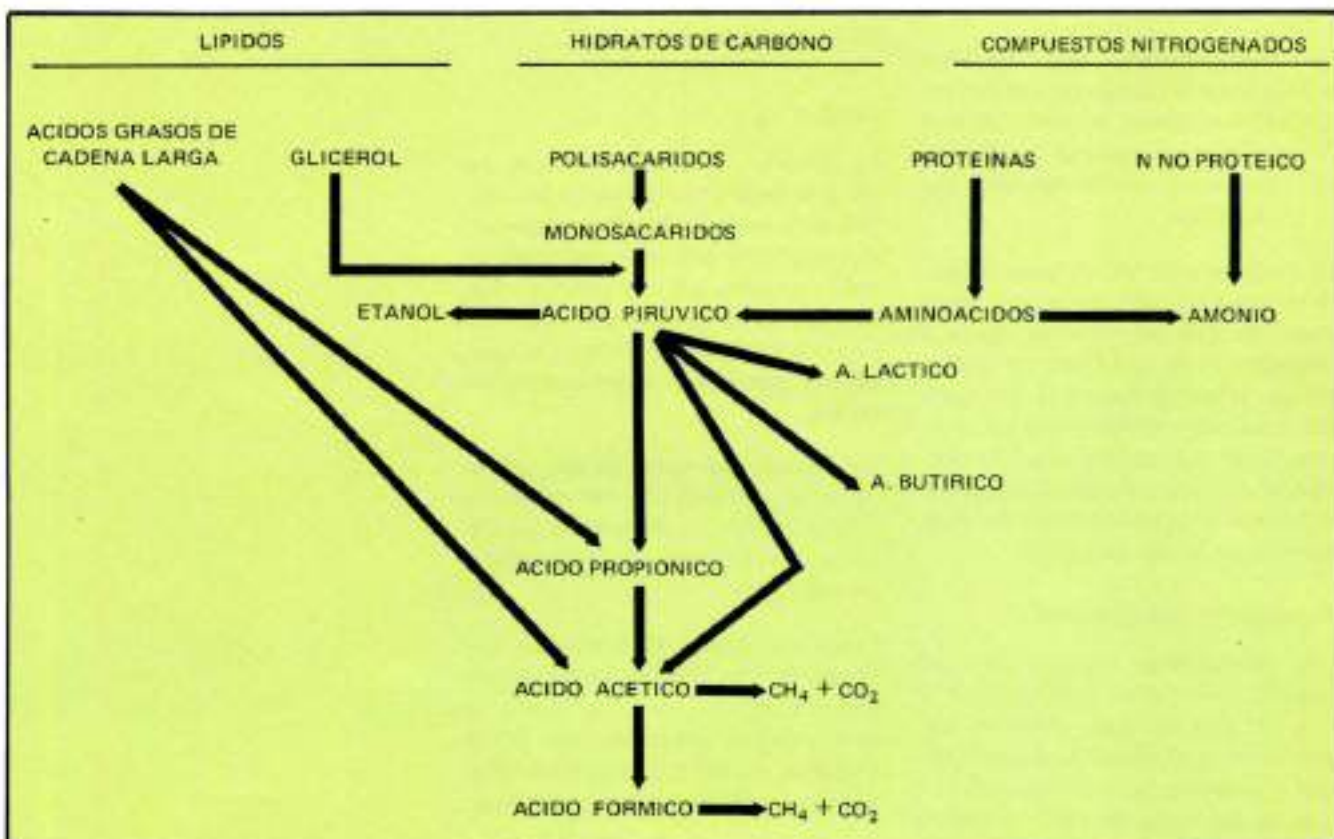 LIPIDOS
HIDRATOS DE CARBONO
COMPUESTOS NITROGENADOS
ACIDOS GRASOS DE
CADENA LARGA
GLICEROL
POLISACARIDOS
PROTEINAS
N NO PROTEICO
MONOSACARIDOS
ETANOL
ACIDO PIRUVICO
AMINOACIDOS
AMONIO
A. LACTICO
A. BUTIRICO
ACIDO PROPIONICO
ACIDO ACETICO
CH₄ + CO₂
ACIDO FORMICO
CH₄ + CO₂